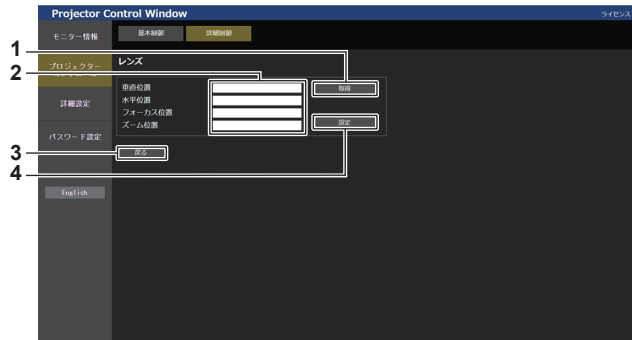 Projector Control Window
ライセンス
モニター情報
基本制御
詳細制御
1
2
プロジェクター
レンズ
垂直位置
取得
水平位置
フォーカス位置
ズーム位置
設定
詳細設定
パスワード設定
3
戻る
4
English